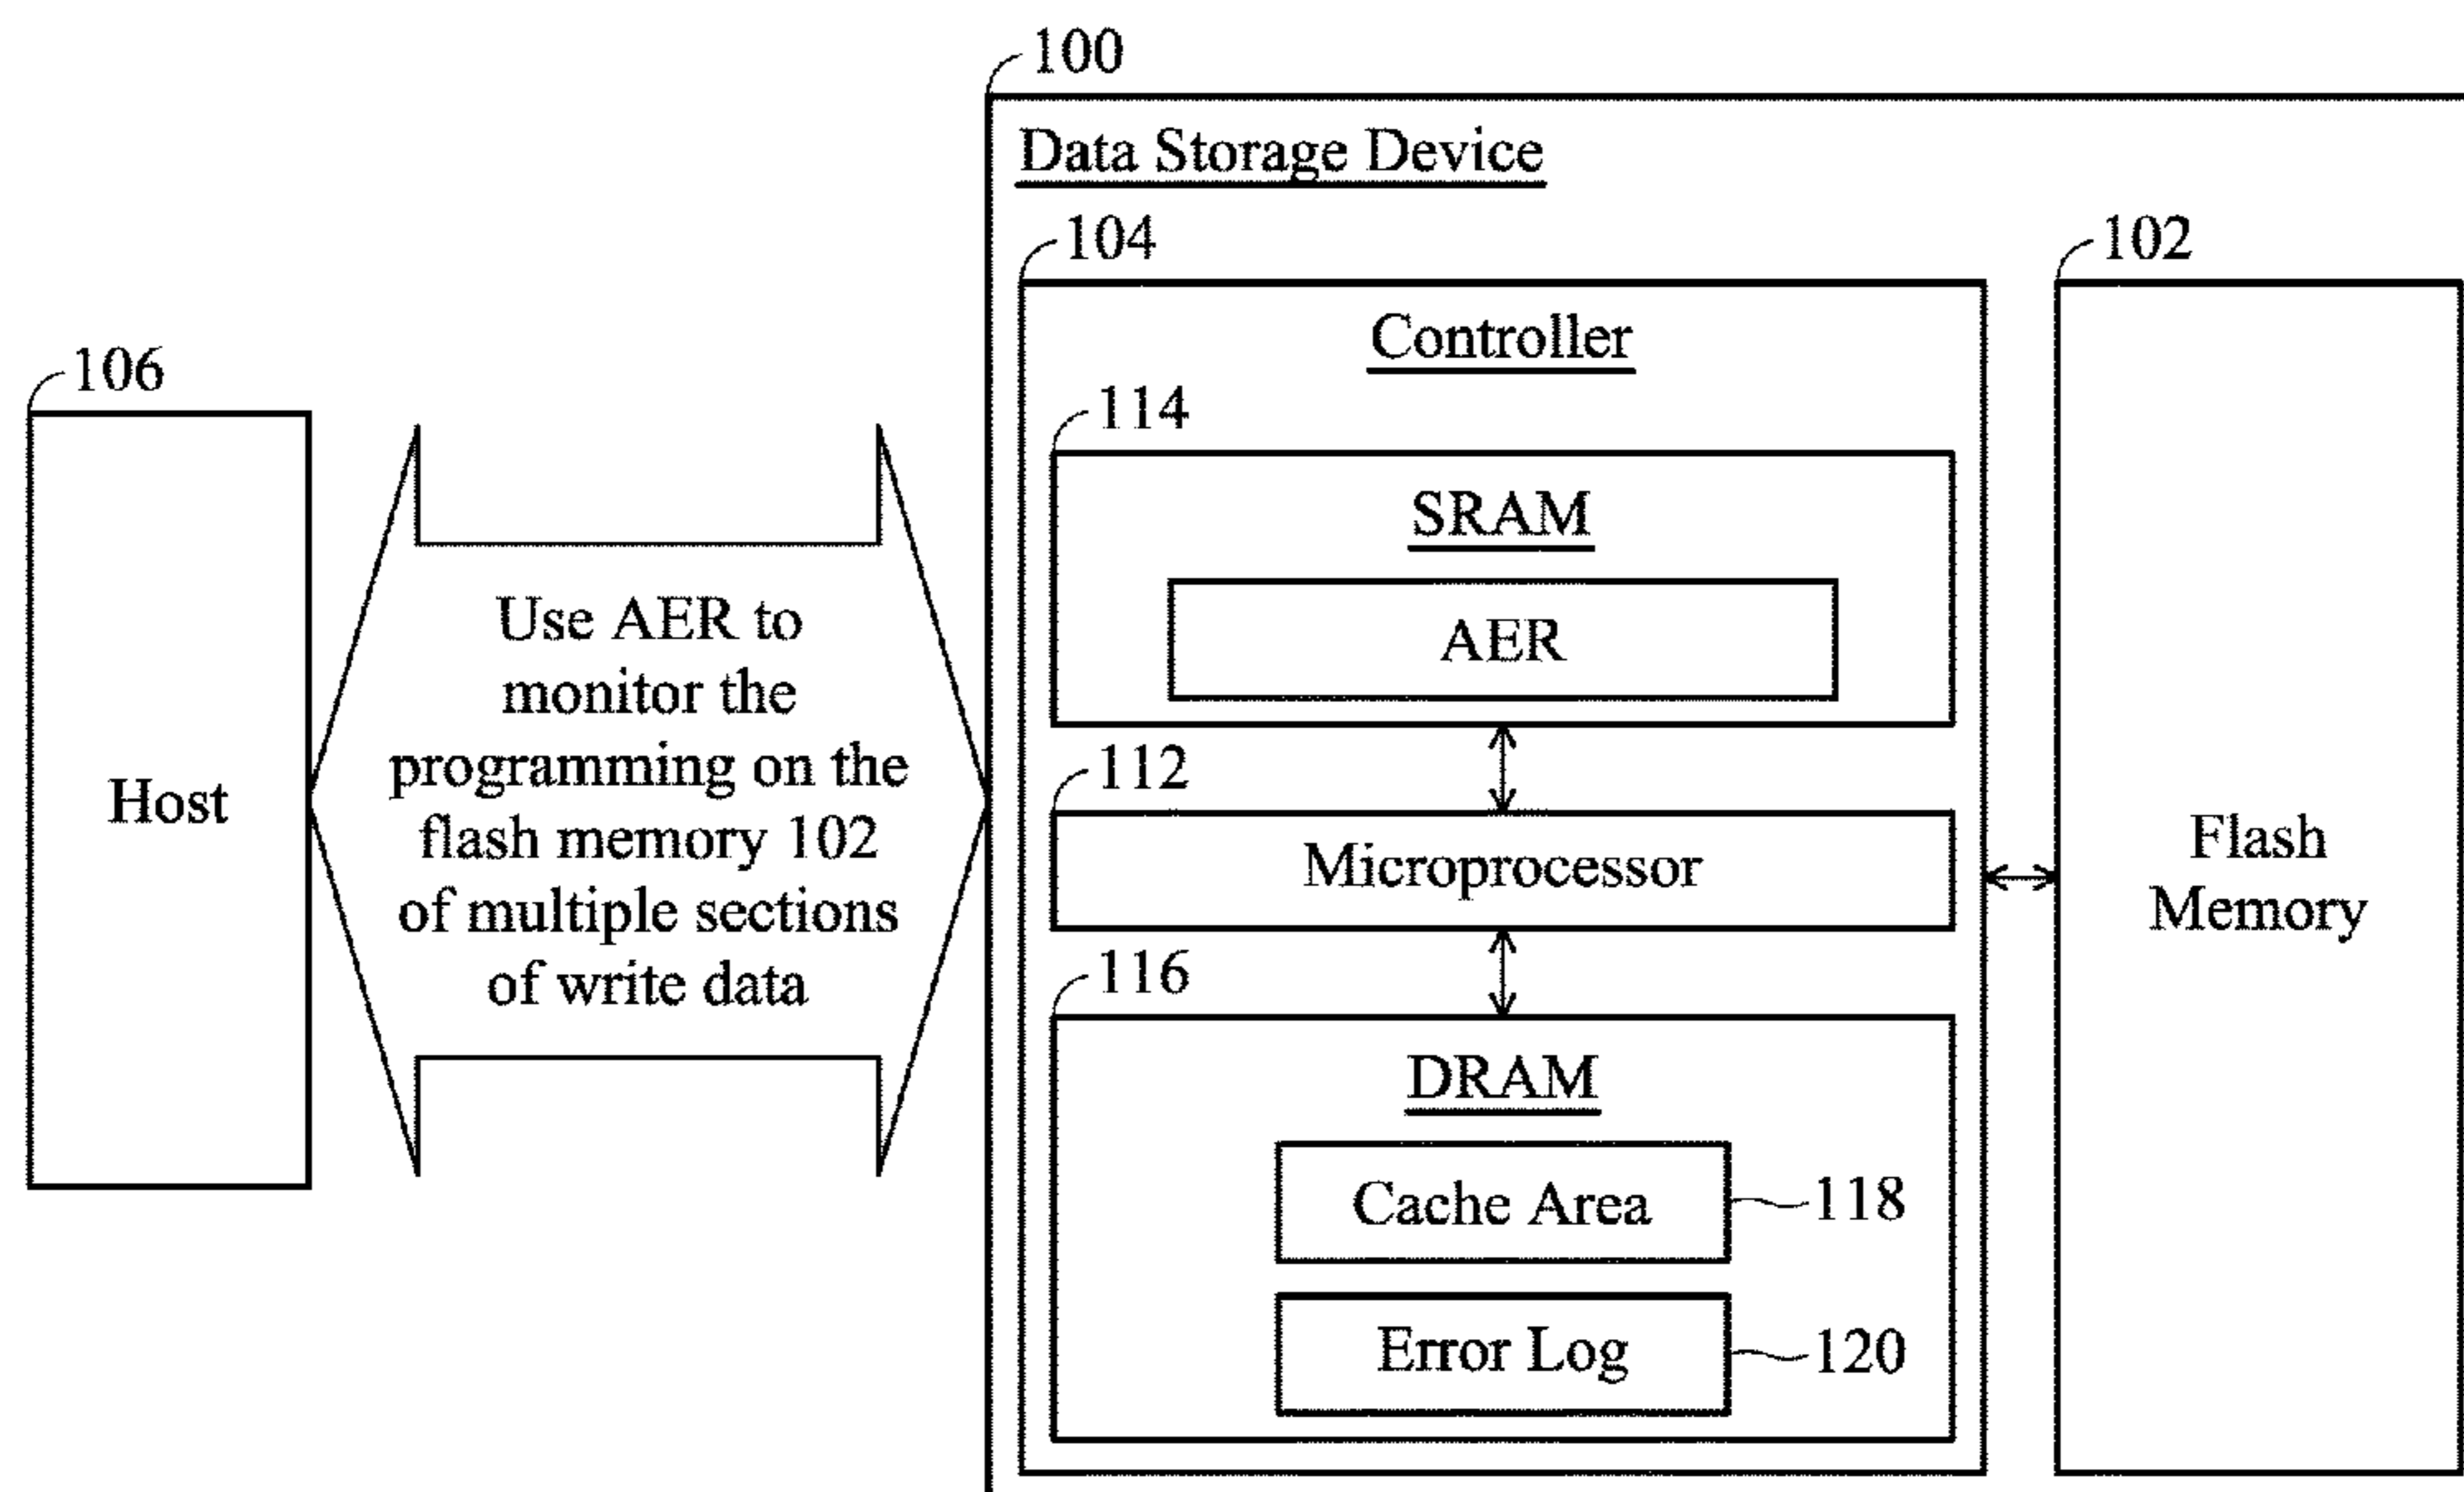 100
Data Storage Device
104
102
Controller
106
114
SRAM
AER
Use AER to
monitor the
programming on the
flash memory 102
of multiple sections
of write data
Host
112
Microprocessor
Flash
Memory
116
DRAM
Cache Area
118
Error Log
120